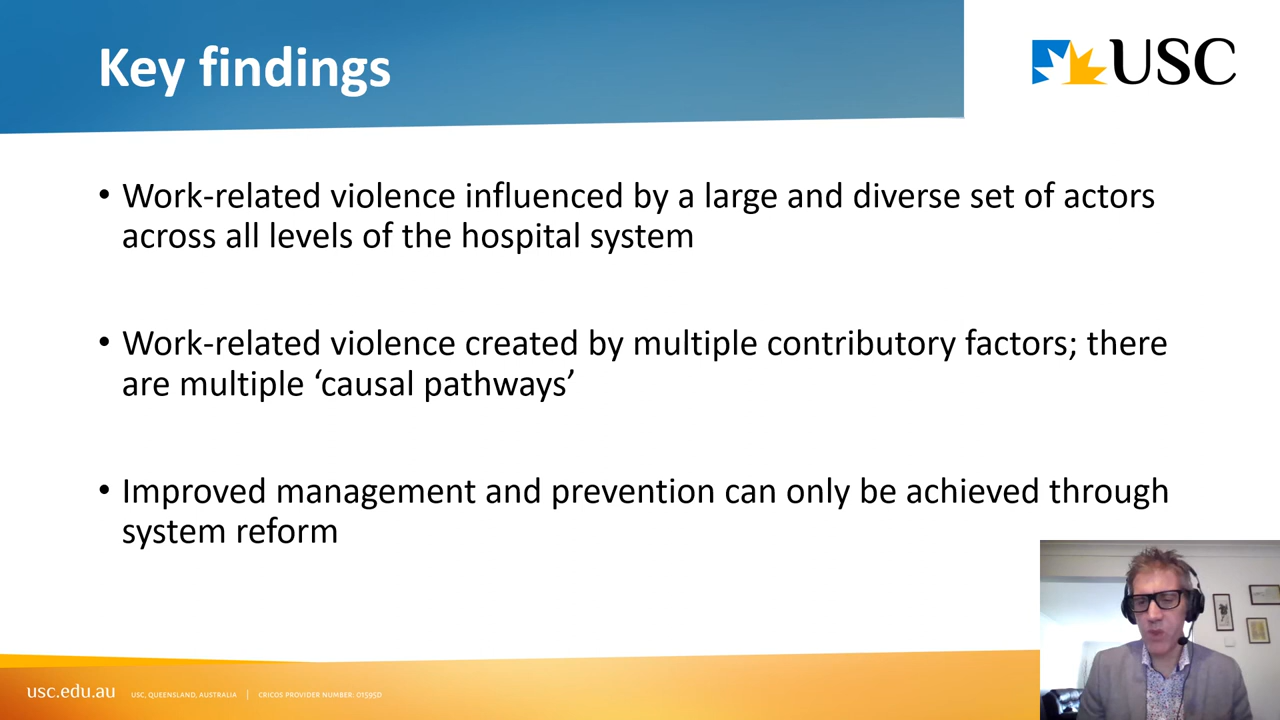 Key findings
USC
• Work-related violence influenced by a large and diverse set of actors
across all levels of the hospital system
• Work-related violence created by multiple contributory factors; there
are multiple ‘causal pathways’
• Improved management and prevention can only be achieved through
system reform
usc.edu.au USC, QUEENSLAND, AUSTRALIA | CRICOS PROVIDER NUMBER: 01595D